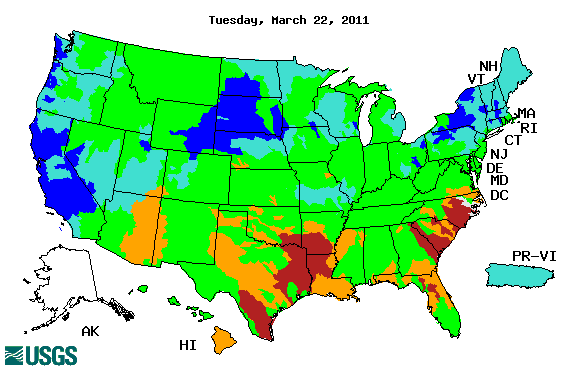 Tuesday, March 22, 2011
NH
VT
MA
RI
CT
NJ
DE
MD
DC
PR-VI
AK
HI
USGS